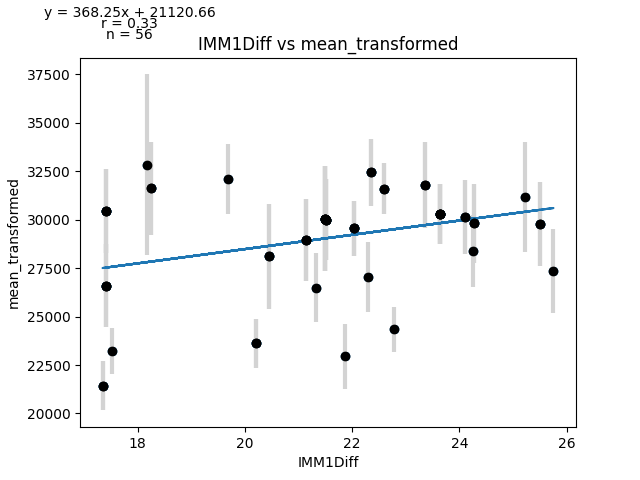 y = 368.25x + 21120.66
r = 0.33
n = 56
IMM1Diff vs mean_transformed
37500
35000
32500
30000
27500
25000
22500
20000
mean_transformed
18 20 22 24 26
IMM1Diff